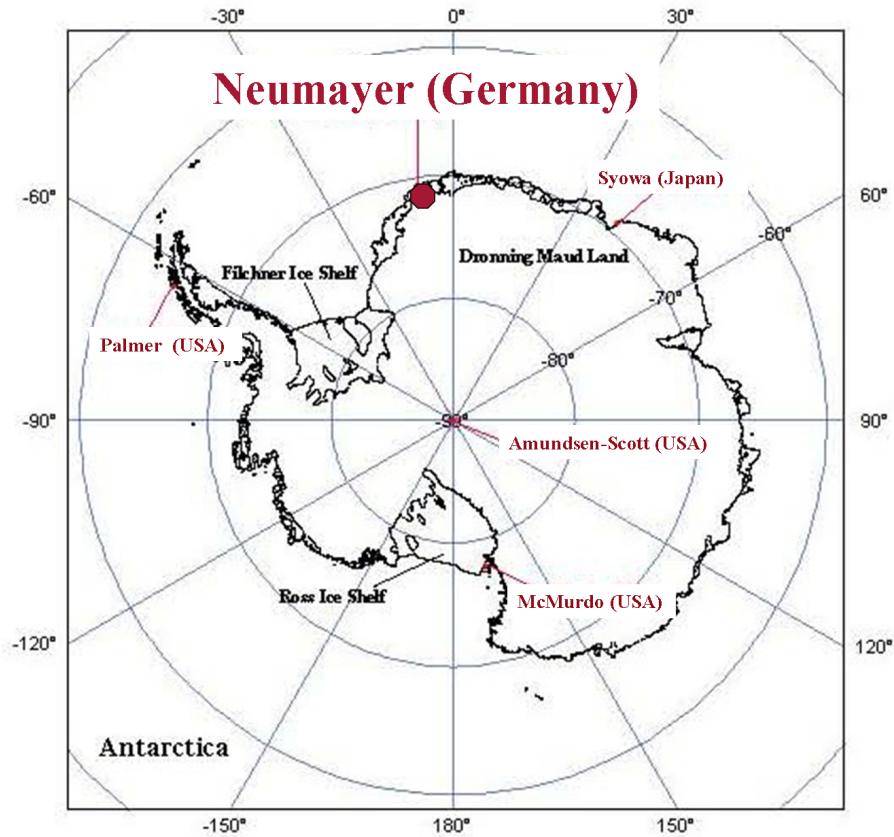 -30° 0° 30°
Neumayer (Germany)
Syowa (Japan)
-60° 60°
-60°
Dronning Maud Land
Filchner Ice Shelf
-70°
Palmer (USA)
-80°
-90° -90° 90°
Amundsen-Scott (USA)
Ross Ice Shelf
McMurdo (USA)
-120° 120°
Antarctica
-150° 180° 150°